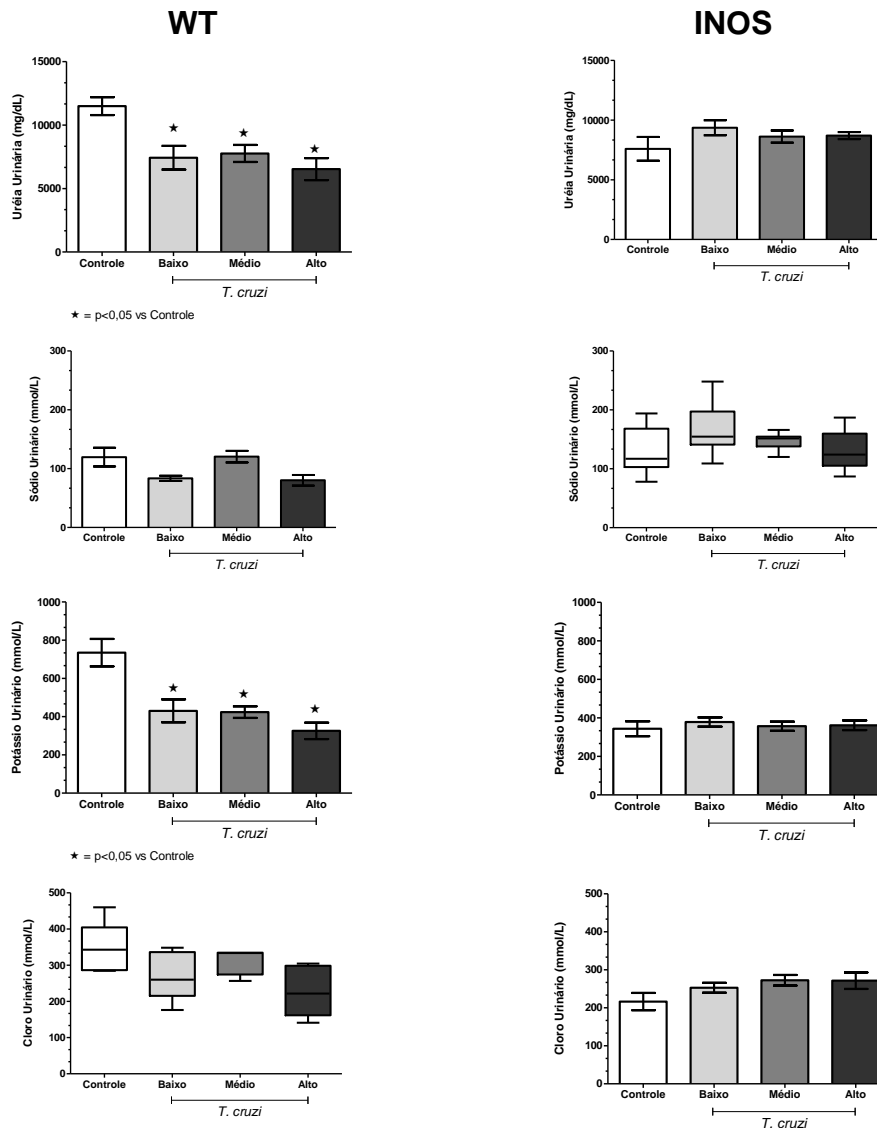 WT
INOS
Uréia Urinária (mg/dL)
15000
10000
5000
0
★
★
★
Controle Baixo Médio Alto
T. cruzi
★ = p<0,05 vs Controle
Uréia Urinária (mg/dL)
15000
10000
5000
0
Controle Baixo Médio Alto
T. cruzi
Sódio Urinário (mmol/L)
300
200
100
0
Controle Baixo Médio Alto
T. cruzi
Sódio Urinário (mmol/L)
300
200
100
0
Controle Baixo Médio Alto
T. cruzi
Potássio Urinário (mmol/L)
1000
800
600
400
200
0
★
★
★
Controle Baixo Médio Alto
T. cruzi
★ = p<0,05 vs Controle
Potássio Urinário (mmol/L)
1000
800
600
400
200
0
Controle Baixo Médio Alto
T. cruzi
Cloro Urinário (mmol/L)
500
400
300
200
100
0
Controle Baixo Médio Alto
T. cruzi
Cloro Urinário (mmol/L)
500
400
300
200
100
0
Controle Baixo Médio Alto
T. cruzi